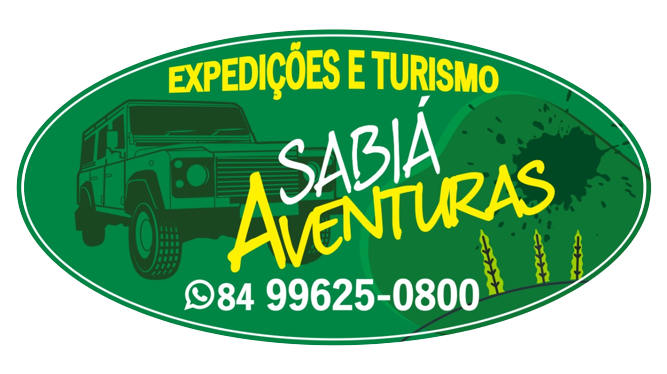 EXPEDIÇÕES E TURISMO
SABIÁ
AVENTURAS
84 99625-0800